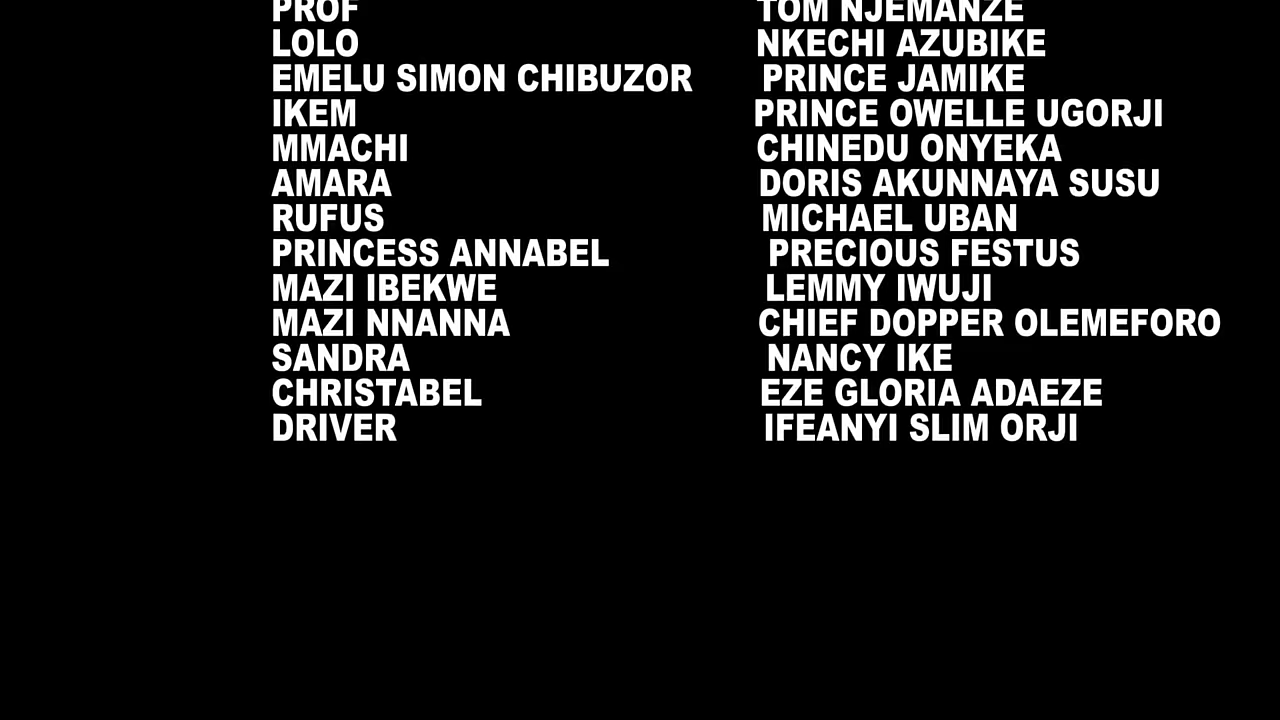 PROF TOM NJEMANZE
LOLO NKECHI AZUBIKE
EMELU SIMON CHIBUZOR PRINCE JAMIKE
IKEM PRINCE OWELLE UGORJI
MMACHI CHINEDU ONYEKA
AMARA DORIS AKUNNAYA SUSU
RUFUS MICHAEL UBAN
PRINCESS ANNABEL PRECIOUS FESTUS
MAZI IBEKWE LEMMY IWUJI
MAZI NNANNA CHIEF DOPPER OLEMEFORO
SANDRA NANCY IKE
CHRISTABEL EZE GLORIA ADAEZE
DRIVER IFEANYI SLIM ORJI